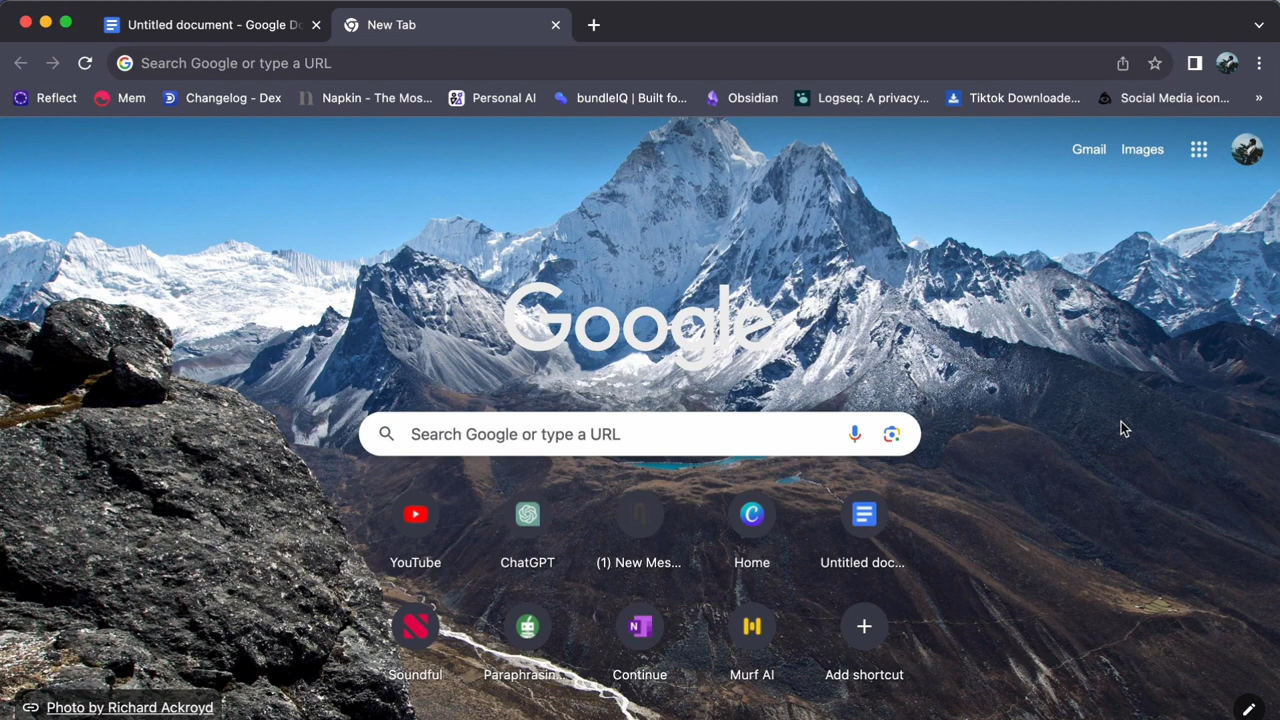 Untitled document - Google Do
New Tab
Search Google or type a URL
Reflect
Mem
Changelog - Dex
Napkin - The Mos...
Personal AI
bundleIQ | Built fo...
Obsidian
Logseq: A privacy...
Tiktok Downloade...
Social Media icon...
»
Gmail
Images
Google
Search Google or type a URL
YouTube
ChatGPT
(1) New Mes...
Home
Untitled doc...
Soundful
Paraphrasin...
Continue
Murf AI
Add shortcut
Photo by Richard Ackroyd